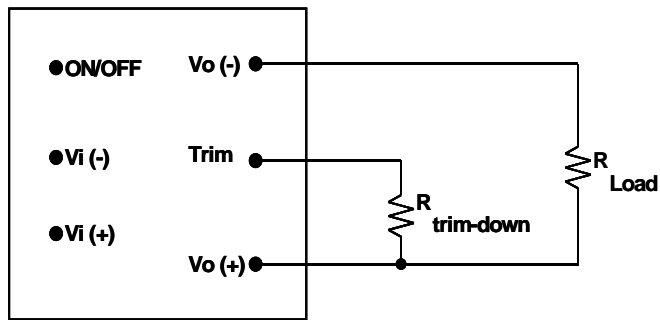 ON/OFF
Vo (-)
Vi (-)
Trim
R
Load
R
trim-down
Vi (+)
Vo (+)